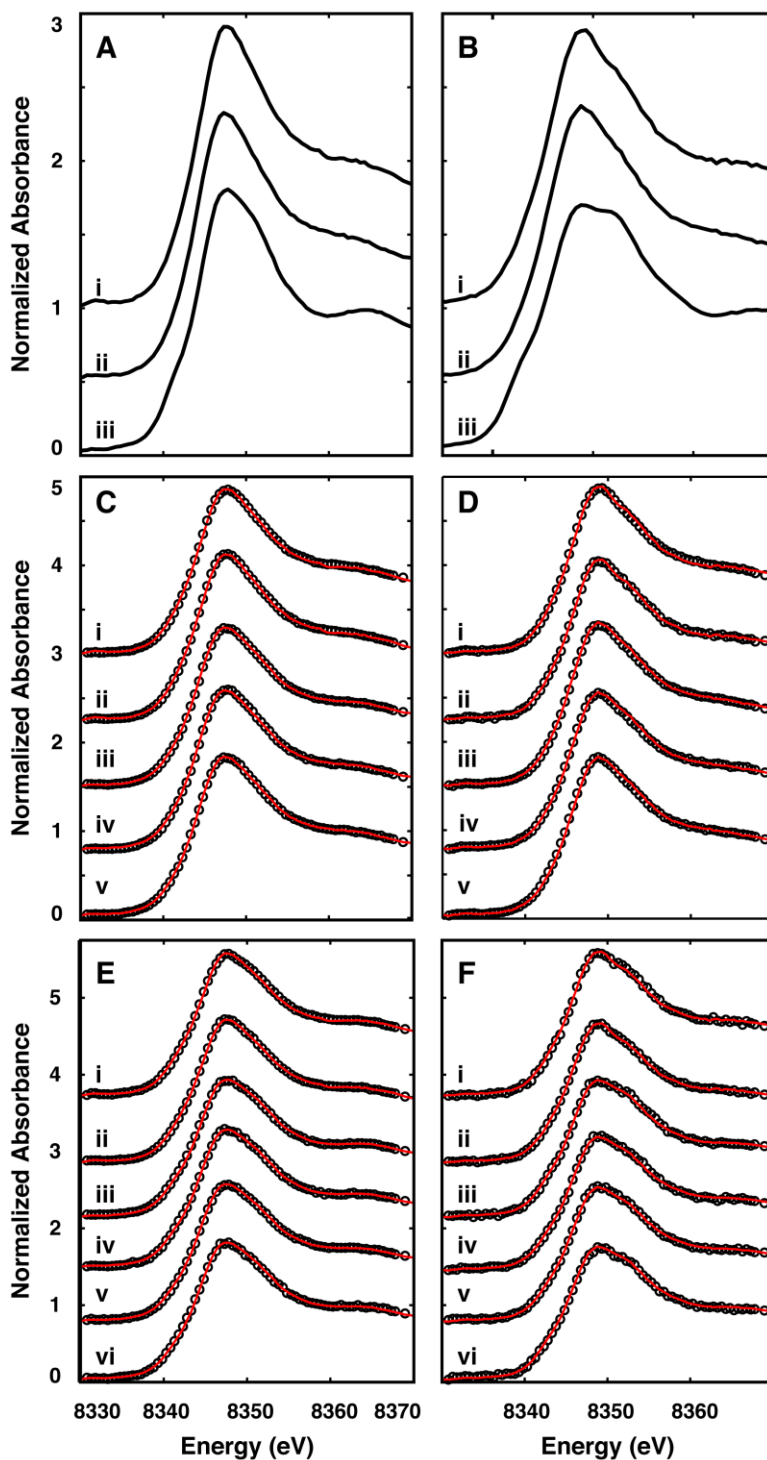 A
B
3
2
1
0
Normalized Absorbance
i
ii
iii
i
ii
iii
C
D
5
4
3
2
1
0
Normalized Absorbance
i
ii
iii
iv
v
i
ii
iii
iv
v
E
F
5
4
3
2
1
0
Normalized Absorbance
i
ii
iii
iv
v
vi
i
ii
iii
iv
v
vi
8330 8340 8350 8360 8370
8340 8350 8360
Energy (eV)
Energy (eV)